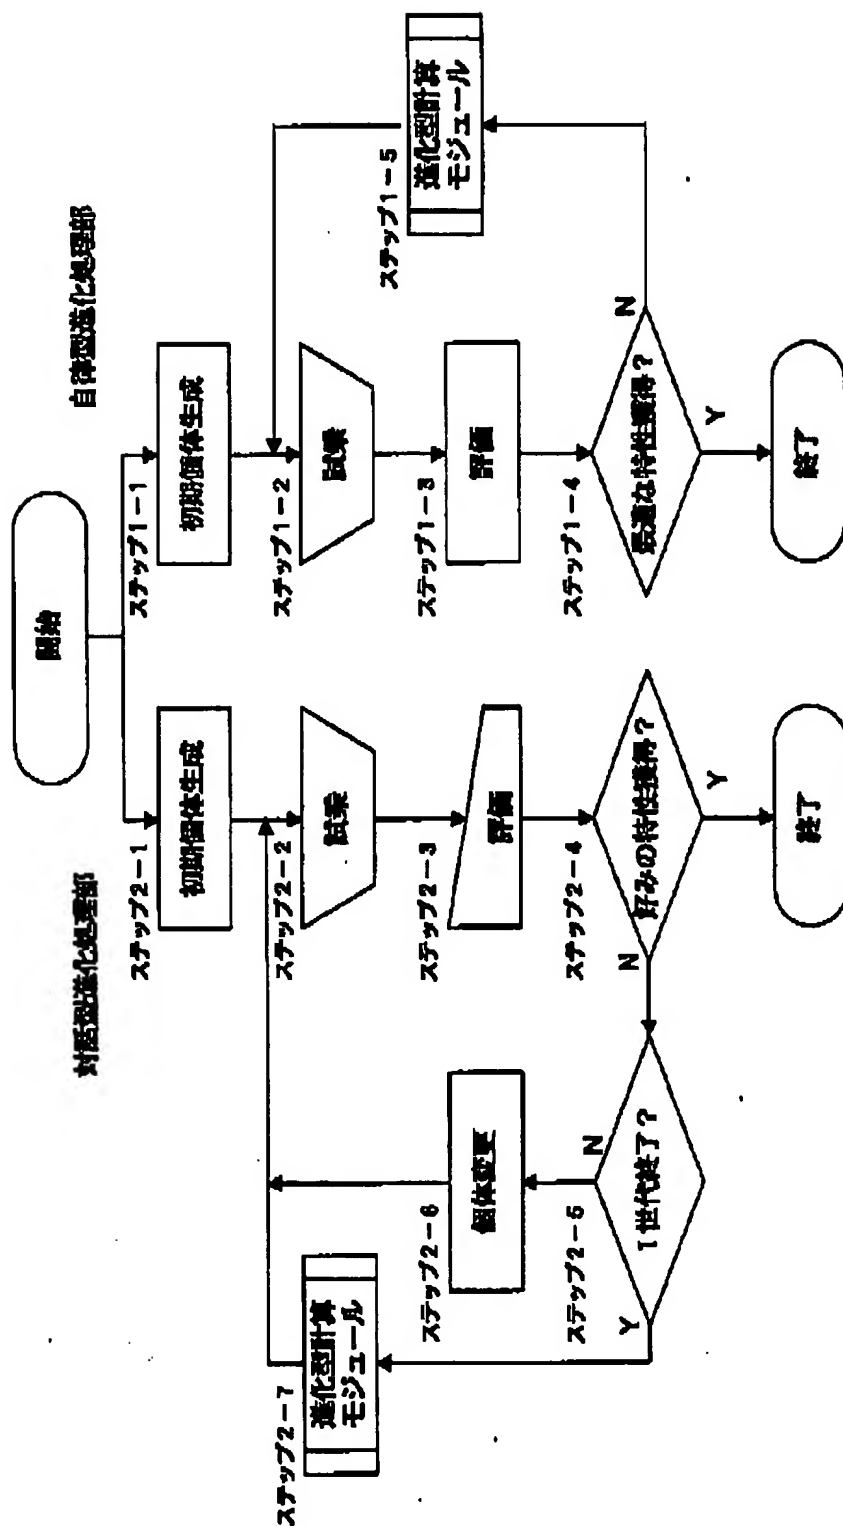 開始
対話型進化処理部
自律型進化処理部
ステップ2-1
初期個体生成
ステップ2-2
試乗
ステップ2-3
評価
ステップ2-4
好みの特性獲得?
Y
N
終了
ステップ2-5
1世代終了?
N
Y
ステップ2-6
個体変更
ステップ2-7
進化型計算
モジュール
ステップ1-1
初期個体生成
ステップ1-2
試乗
ステップ1-3
評価
ステップ1-4
最適な特性獲得?
Y
N
終了
ステップ1-5
進化型計算
モジュール